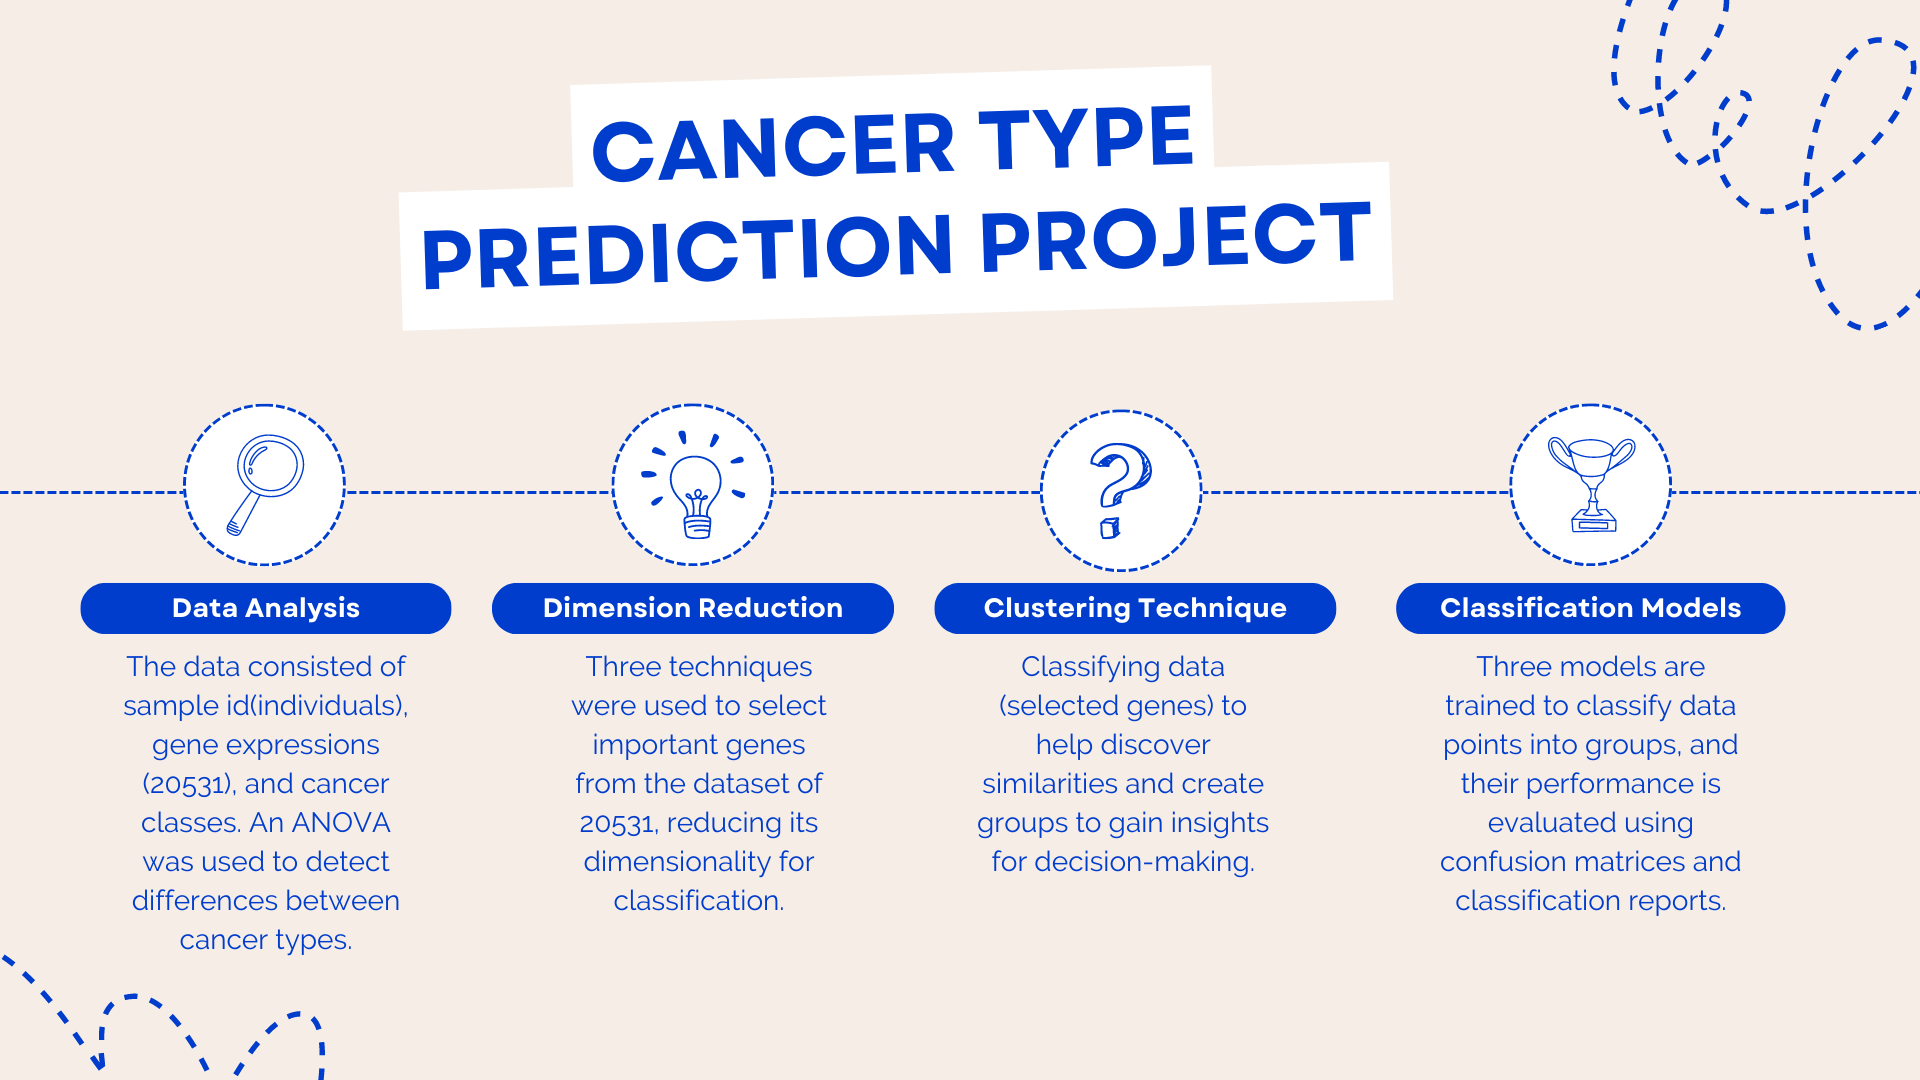 CANCER TYPE
PREDICTION PROJECT
Data Analysis
The data consisted of
sample id(individuals),
gene expressions
(20531), and cancer
classes. An ANOVA
was used to detect
differences between
cancer types.
Dimension Reduction
Three techniques
were used to select
important genes
from the dataset of
20531, reducing its
dimensionality for
classification.
Clustering Technique
Classifying data
(selected genes) to
help discover
similarities and create
groups to gain insights
for decision-making.
Classification Models
Three models are
trained to classify data
points into groups, and
their performance is
evaluated using
confusion matrices and
classification reports.